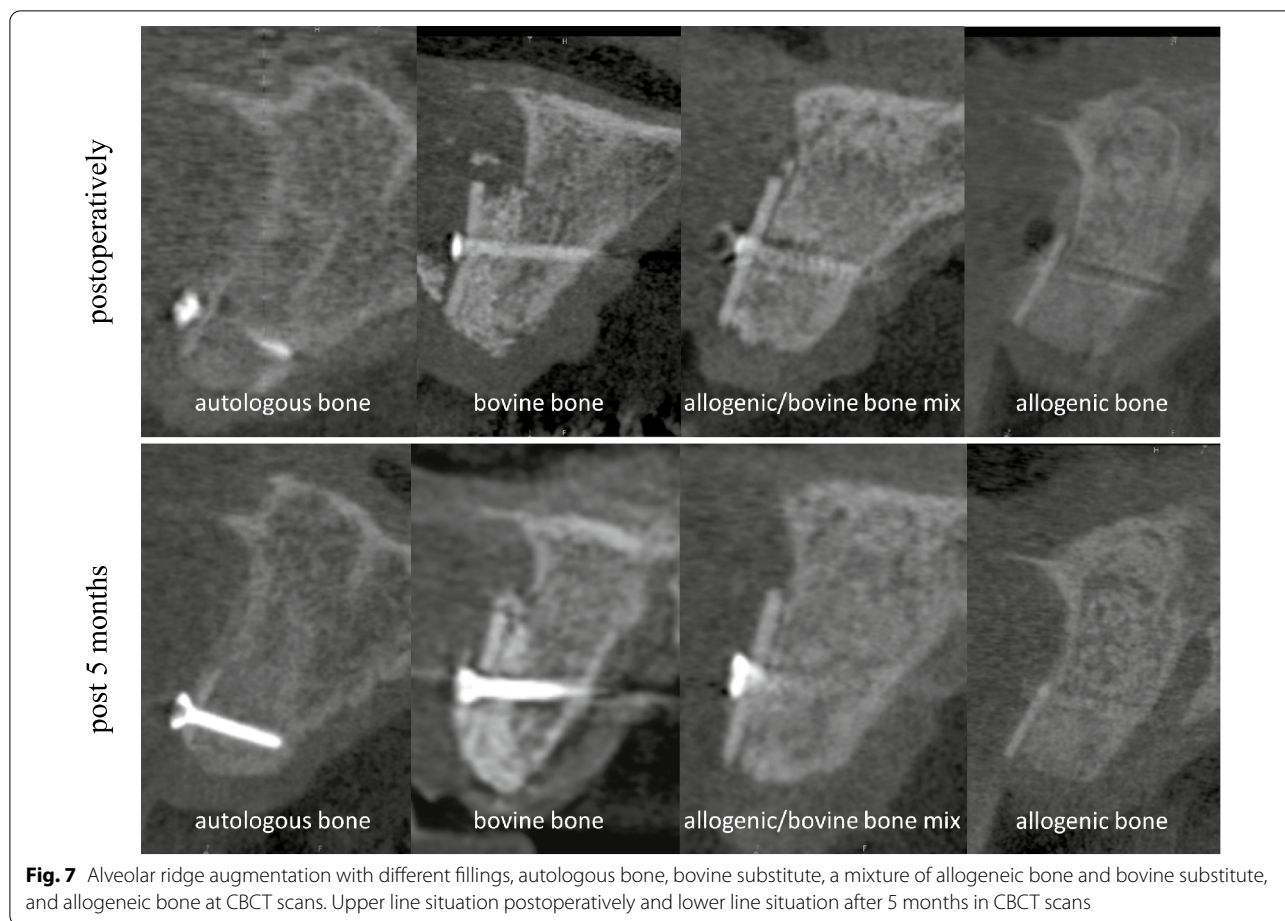 postoperatively
autologous bone
bovine bone
allogenic/bovine bone mix
allogenic bone
post 5 months
autologous bone
bovine bone
allogenic/bovine bone mix
allogenic bone
Fig. 7 Alveolar ridge augmentation with different fillings, autologous bone, bovine substitute, a mixture of allogeneic bone and bovine substitute,
and allogeneic bone at CBCT scans. Upper line situation postoperatively and lower line situation after 5 months in CBCT scans